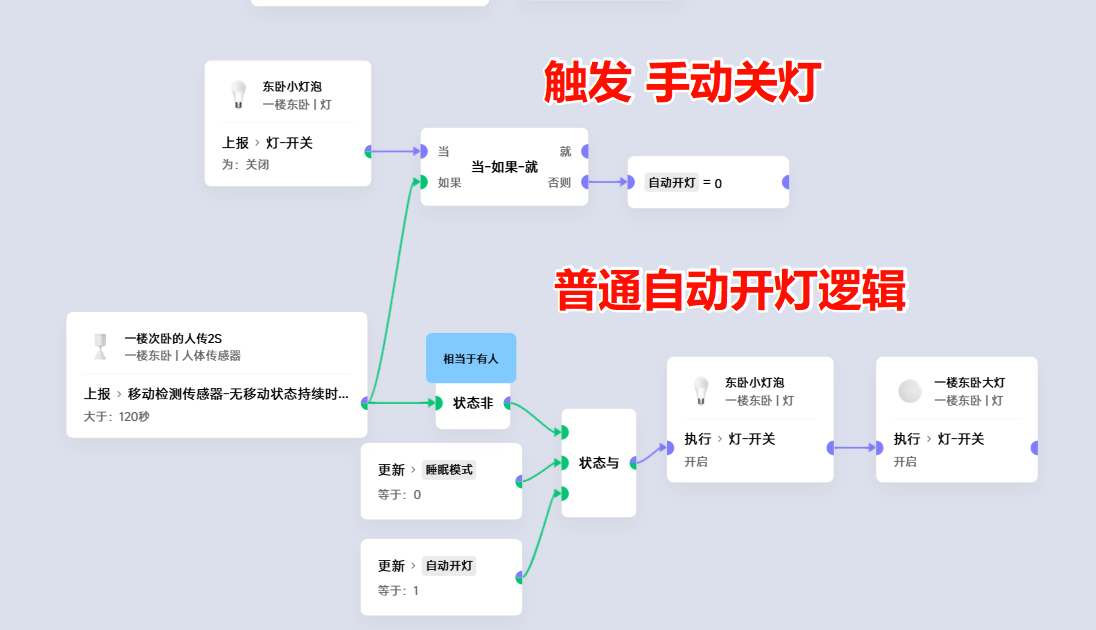 触发 手动关灯
东卧小灯泡
一楼东卧 | 灯
上报 › 灯-开关
为：关闭
当
就
当-如果-就
如果
否则
自动开灯 = 0
普通自动开灯逻辑
一楼次卧的人传2S
一楼东卧 | 人体传感器
上报 › 移动检测传感器-无移动状态持续时...
大于：120秒
相当于有人
状态非
更新 › 睡眠模式
等于：0
更新 › 自动开灯
等于：1
状态与
东卧小灯泡
一楼东卧 | 灯
执行 › 灯-开关
开启
一楼东卧大灯
一楼东卧 | 灯
执行 › 灯-开关
开启